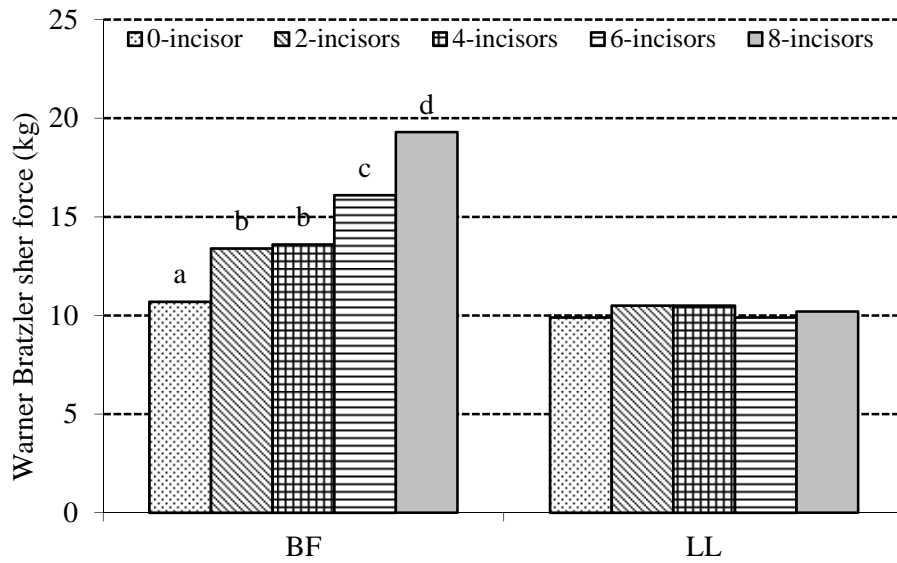 25
0-incisor 2-incisors 4-incisors 6-incisors 8-incisors
20
15
10
5
0
Warner Bratzler sher force (kg)
a
b
b
c
d
BF
LL